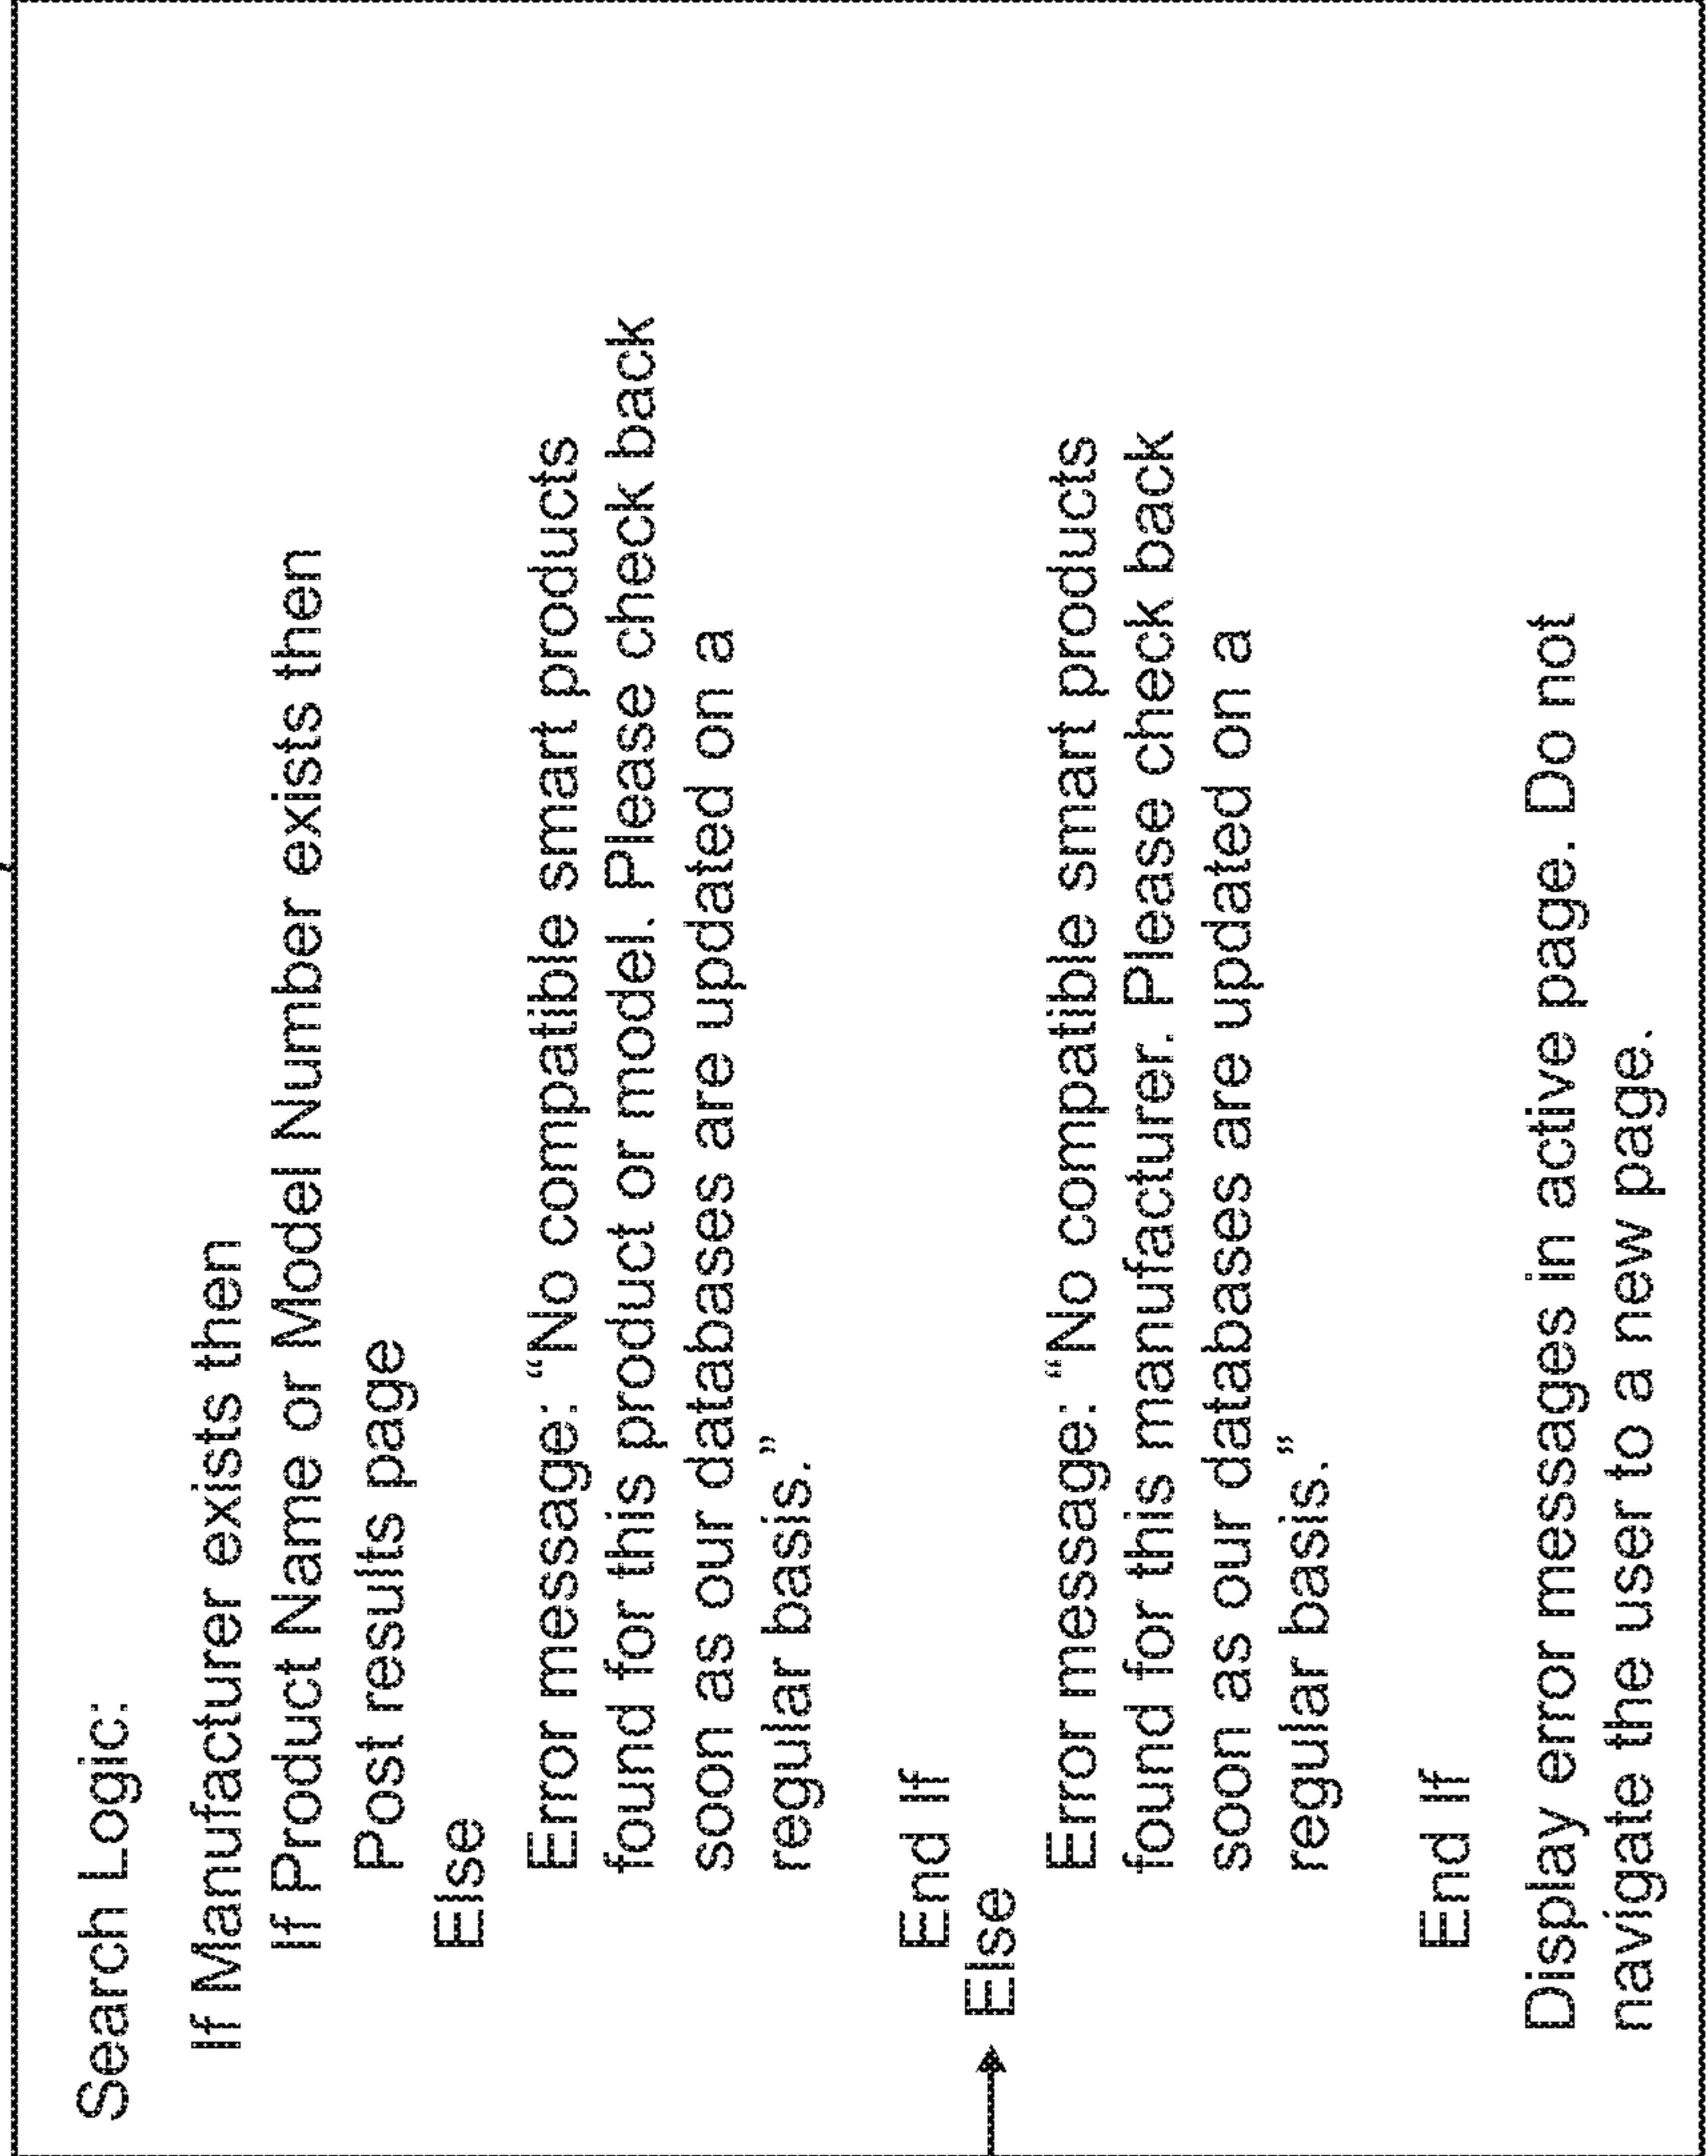 Search Logic:
If Manufacturer exists then
If Product Name or Model Number exists then
Post results page
Else
Error message: “No compatible smart products
found for this product or model. Please check back
soon as our databases are updated on a
regular basis.”
End If
Else
Error message: “No compatible smart products
found for this manufacturer. Please check back
soon as our databases are updated on a
regular basis.”
End If
Display error messages in active page. Do not
navigate the user to a new page.